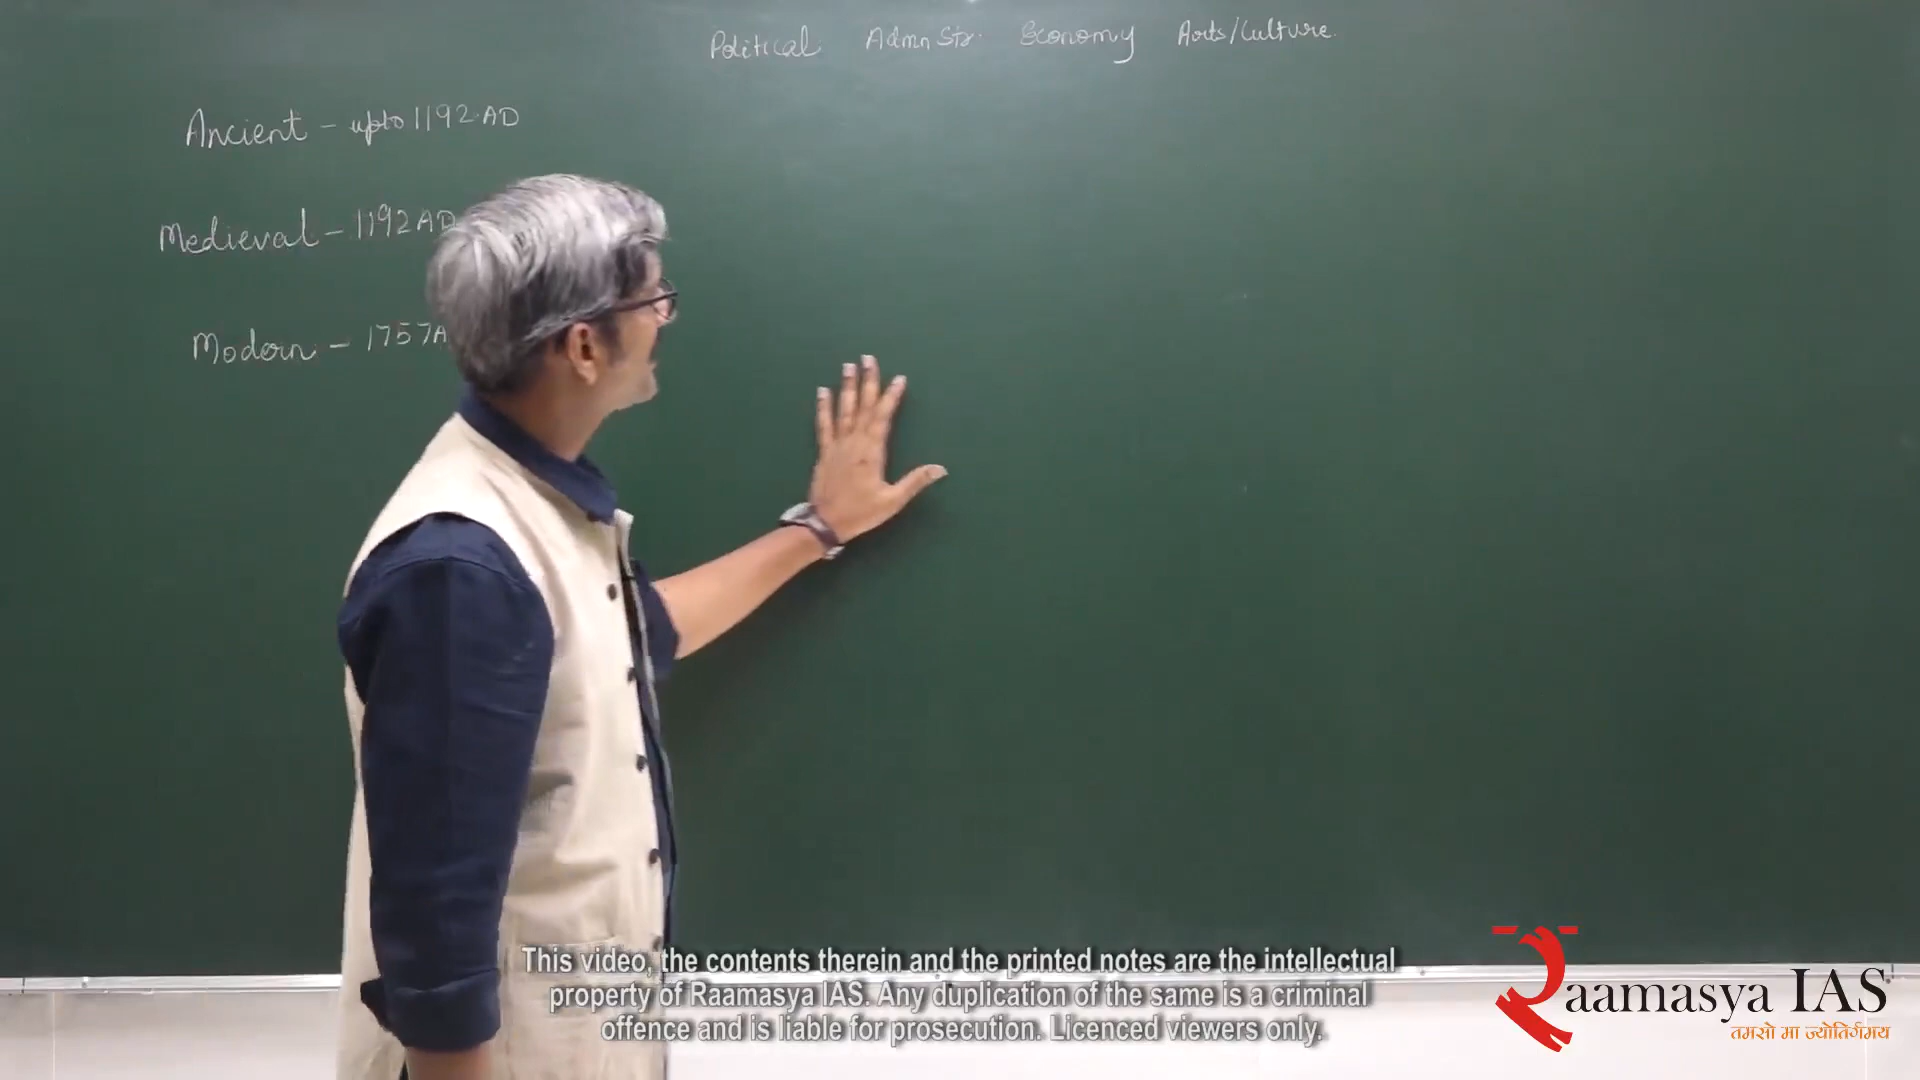 Political Admn Str. Economy Arts/Culture.
Ancient - upto 1192 AD
Medieval - 1192 AD
Modern - 1757 A
This video, the contents therein and the printed notes are the intellectual
property of Raamasya IAS. Any duplication of the same is a criminal
offence and is liable for prosecution. Licenced viewers only.
Raamasya IAS
तमसो मा ज्योतिर्गमय